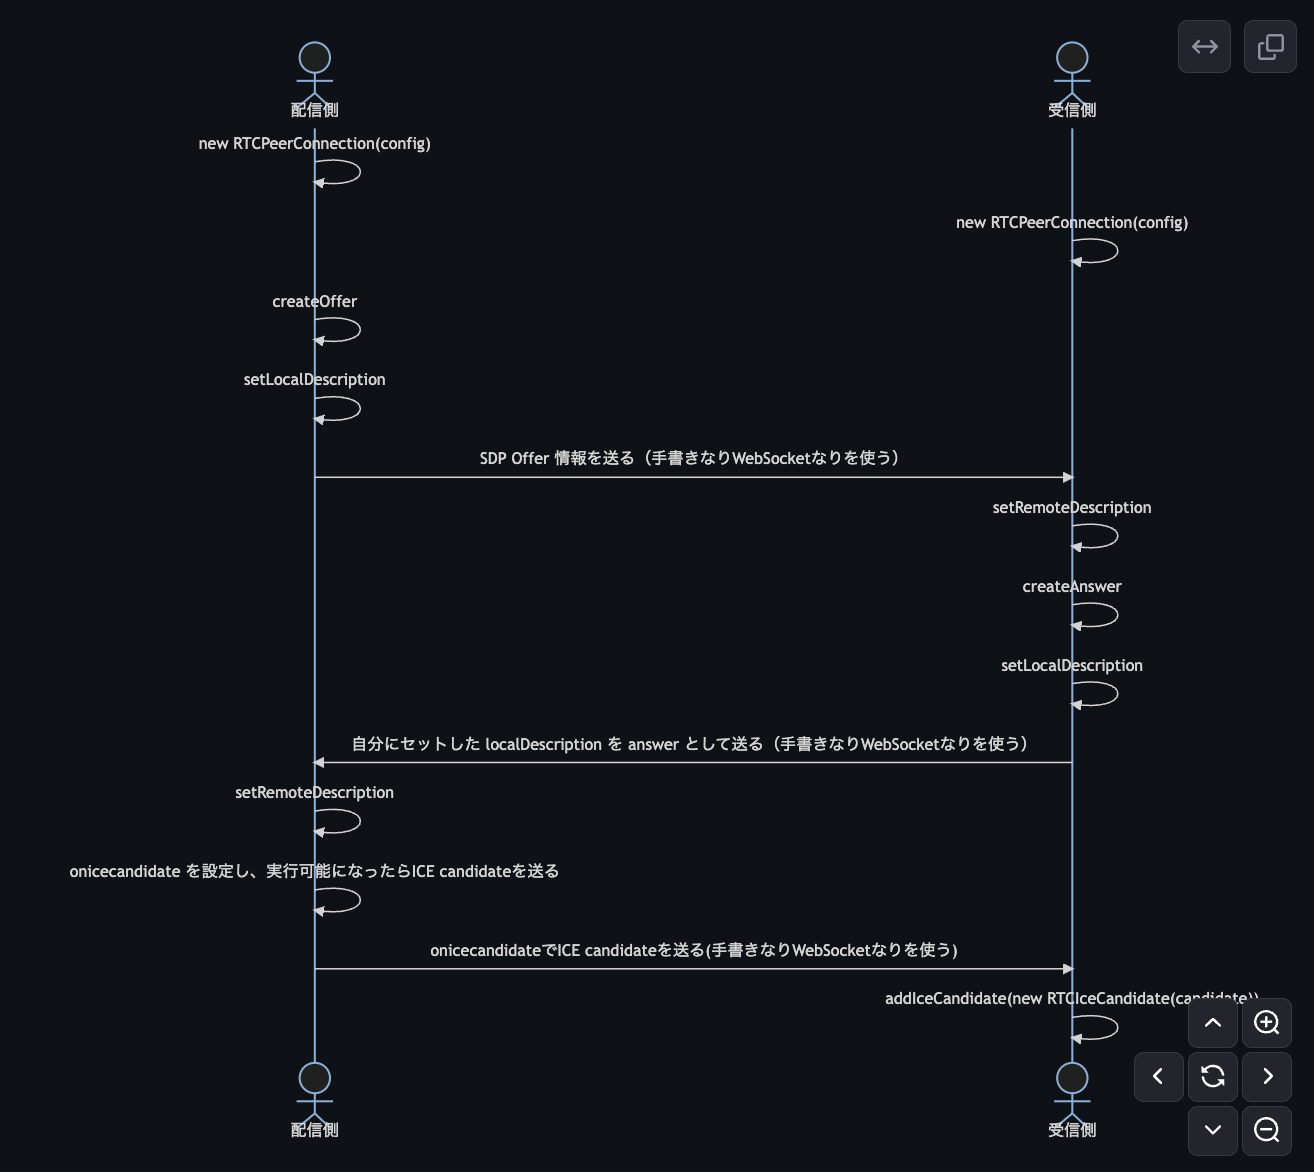 配信側
受信側
new RTCPeerConnection(config)
new RTCPeerConnection(config)
createOffer
setLocalDescription
SDP Offer 情報を送る（手書きなりWebSocketなりを使う）
setRemoteDescription
createAnswer
setLocalDescription
自分にセットした localDescription を answer として送る（手書きなりWebSocketなりを使う）
setRemoteDescription
onicecandidate を設定し、実行可能になったらICE candidateを送る
onicecandidateでICE candidateを送る(手書きなりWebSocketなりを使う)
addIceCandidate(new RTCIceCandidate(candidate))
配信側
受信側